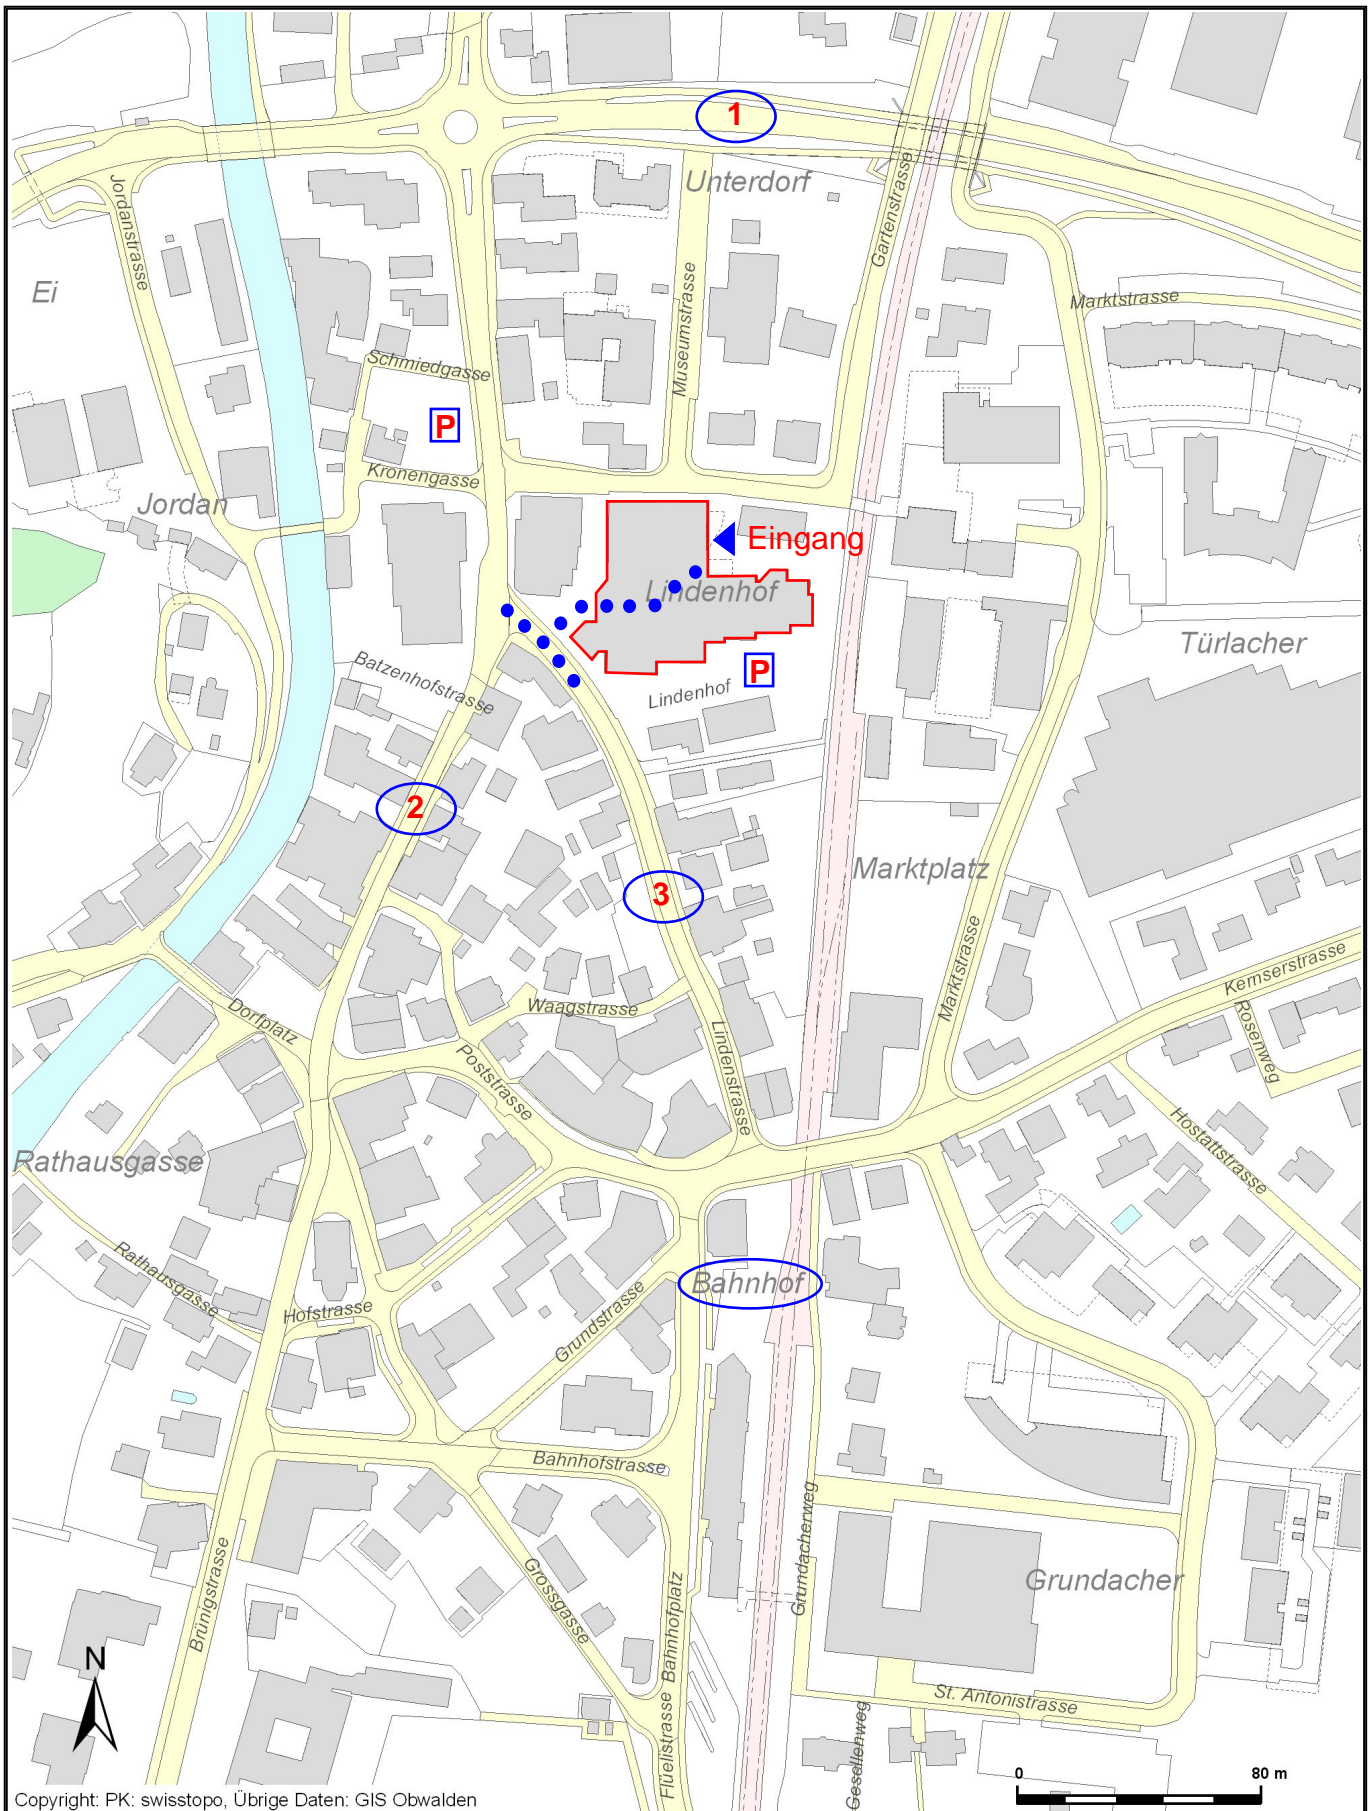 1
Unterdorf
Jordanstrasse
Gartenstrasse
Ei
Marktstrasse
Museumstrasse
Schmiedgasse
P
Kronengasse
Jordan
Eingang
Lindenhof
Türlacher
Batzenhofstrasse
P
Lindenhof
2
Marktplatz
3
Marktstrasse
Kernserstrasse
Waagstrasse
Dorfplatz
Rosenweg
Poststrasse
Lindenstrasse
Hostattstrasse
Rathausgasse
Rathausgasse
Bahnhof
Hofstrasse
Grundstrasse
Bahnhofstrasse
Grundacherweg
Grundacher
Brünigstrasse
Grossgasse
Bahnhofplatz
N
St. Antonistrasse
Flüelistrasse
Gesellenweg
0 80 m
Copyright: PK: swisstopo, Übrige Daten: GIS Obwalden